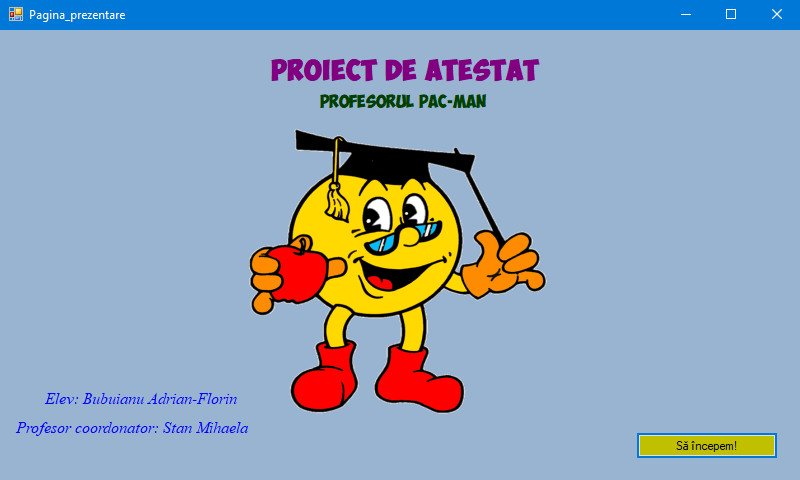 Pagina_prezentare
PROIECT DE ATESTAT
PROFESORUL PAC-MAN
Elev: Bubuianu Adrian-Florin
Profesor coordonator: Stan Mihaela
Să începem!